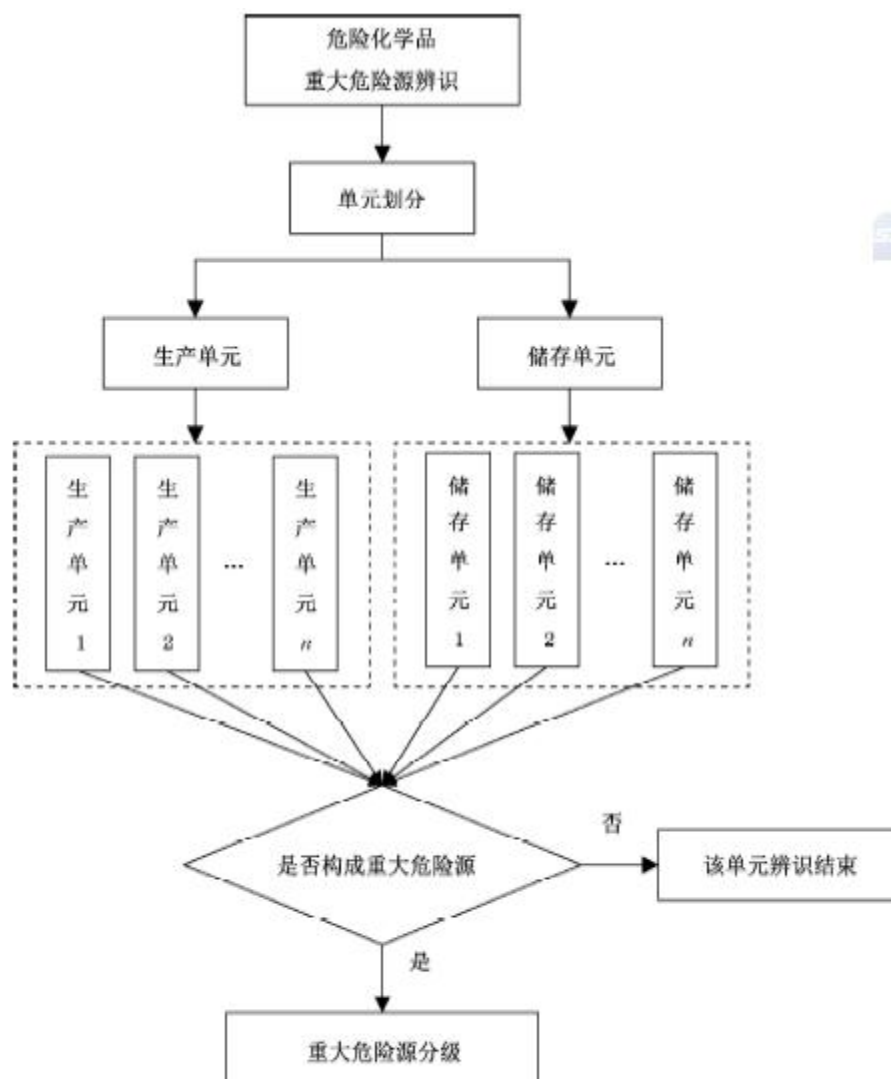 危险化学品
重大危险源辨识
单元划分
生产单元
储存单元
生产单元1
生产单元2
…
生产单元n
储存单元1
储存单元2
…
储存单元n
是否构成重大危险源
否
该单元辨识结束
是
重大危险源分级